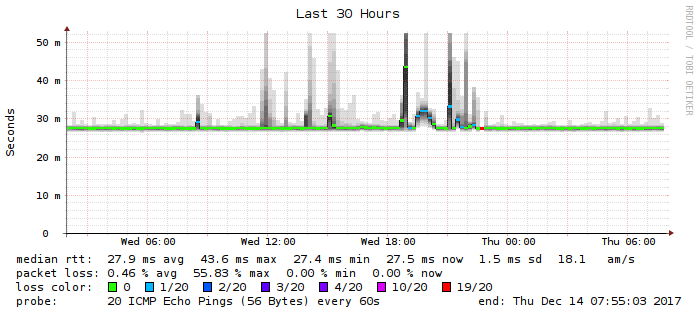 Last 30 Hours
RRDTOOL / TOBI OETIKER
Seconds
50 m
40 m
30 m
20 m
10 m
0
Wed 06:00 Wed 12:00 Wed 18:00 Thu 00:00 Thu 06:00
median rtt: 27.9 ms avg 43.6 ms max 27.4 ms min 27.5 ms now 1.5 ms sd 18.1 am/s
packet loss: 0.46 % avg 55.83 % max 0.00 % min 0.00 % now
loss color: 0 1/20 2/20 3/20 4/20 10/20 19/20
probe: 20 ICMP Echo Pings (56 Bytes) every 60s end: Thu Dec 14 07:55:03 2017